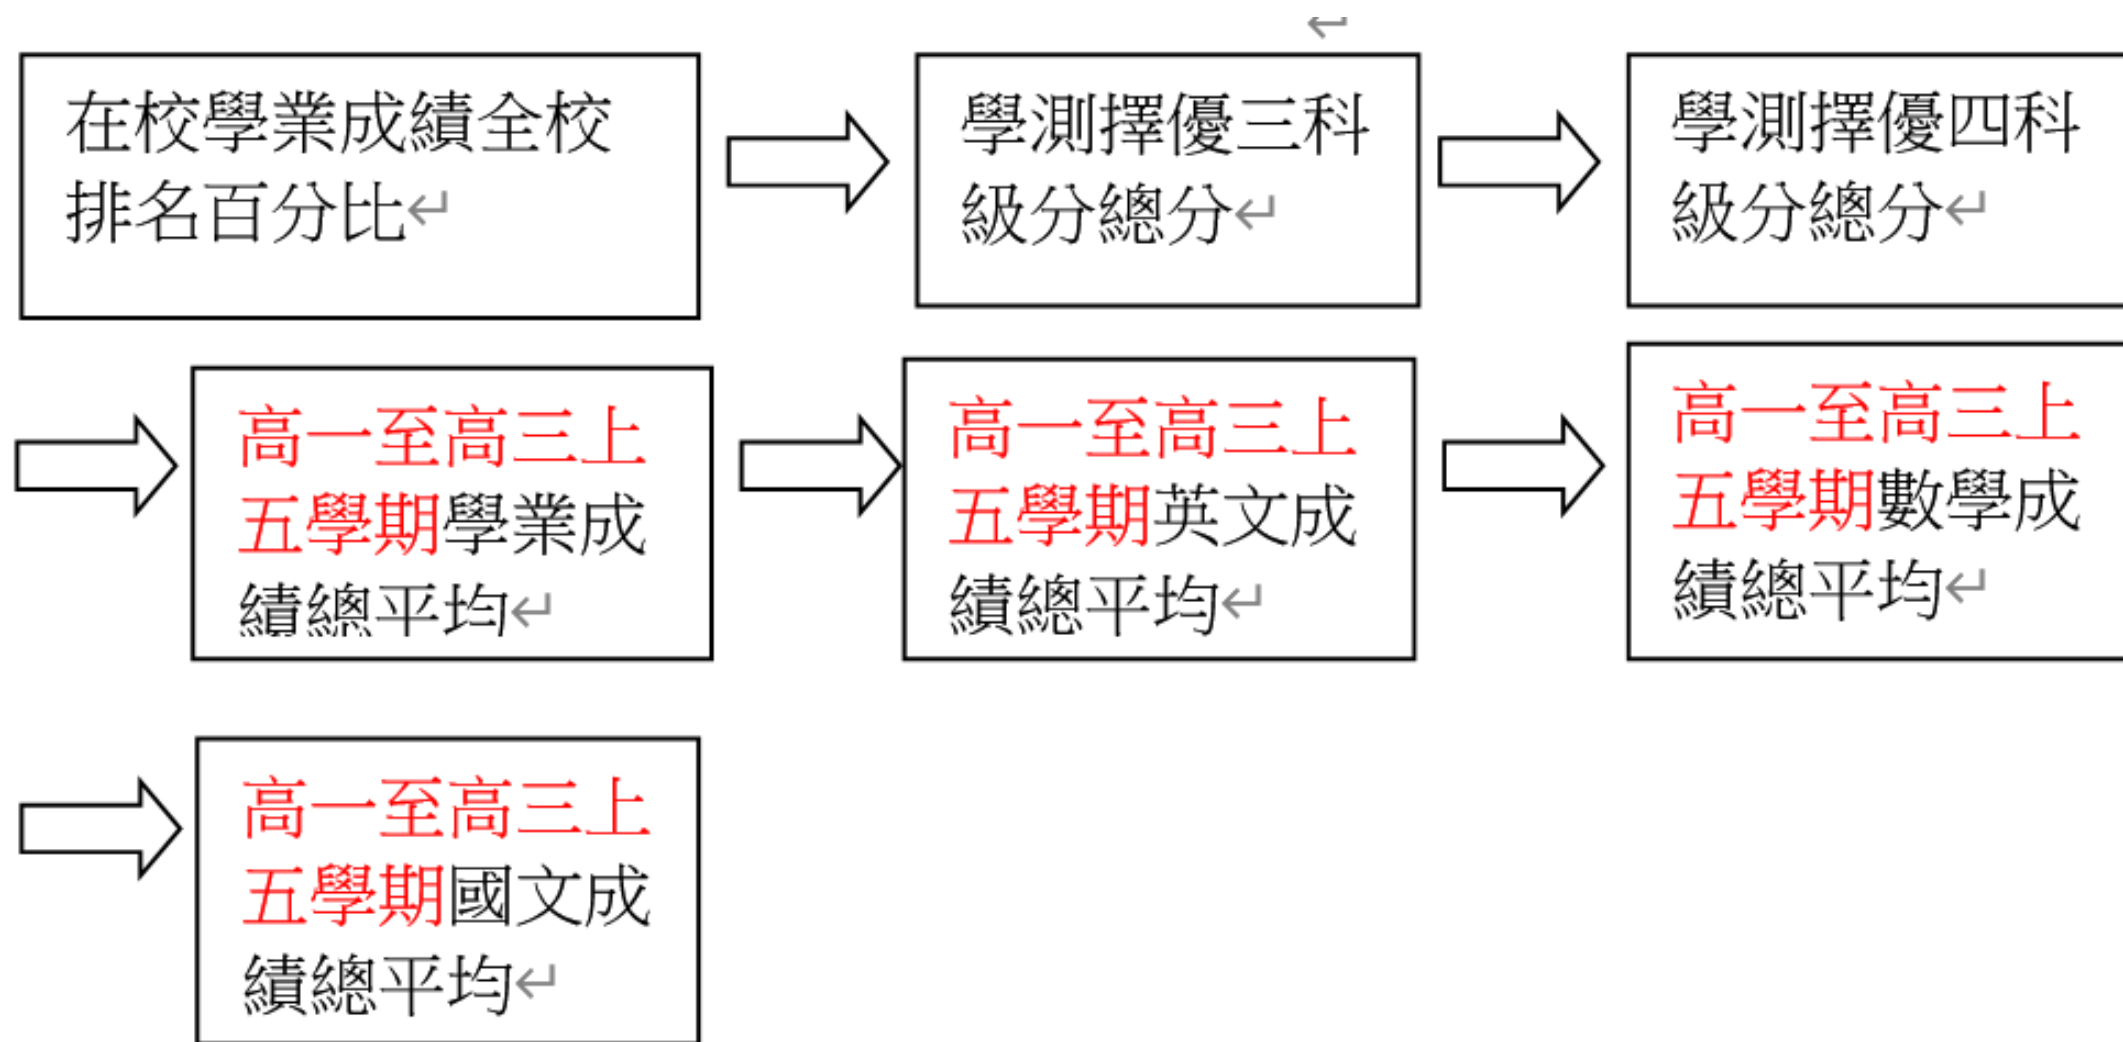 在校學業成績全校
排名百分比
學測擇優三科
級分總分
學測擇優四科
級分總分
高一至高三上
五學期學業成
績總平均
高一至高三上
五學期英文成
績總平均
高一至高三上
五學期數學成
績總平均
高一至高三上
五學期國文成
績總平均